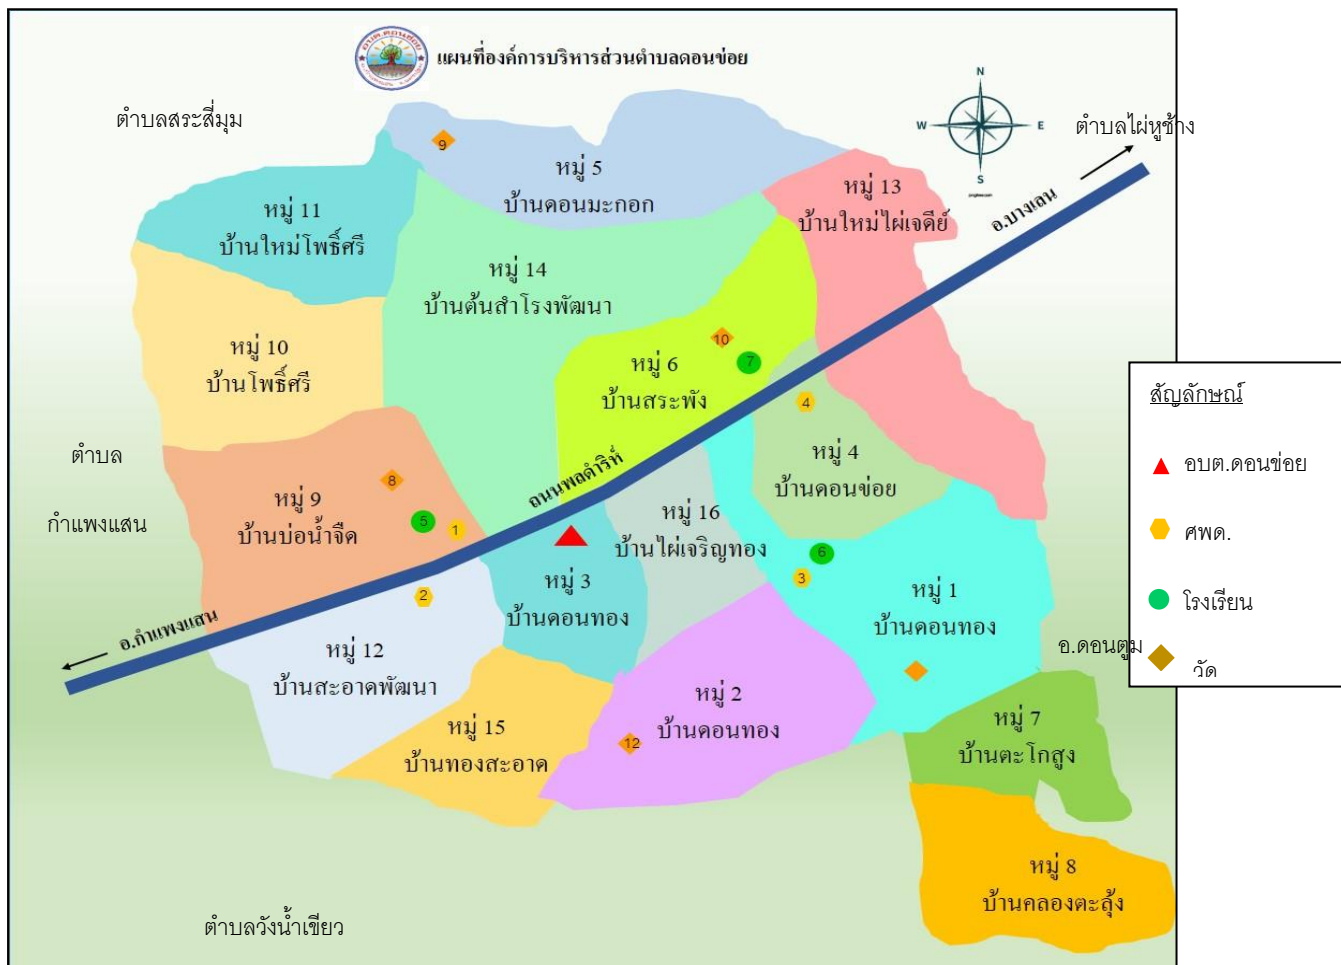 แผนที่องค์การบริหารส่วนตำบลดอนข่อย
N
W E
S
ตำบลสระสี่มุม
ตำบลไผ่หูช้าง
อ.บางเลน
9
หมู่ 5
บ้านดอนมะกอก
หมู่ 13
บ้านใหม่ไผ่เจดีย์
หมู่ 11
บ้านใหม่โพธิ์ศรี
หมู่ 14
บ้านต้นสำโรงพัฒนา
หมู่ 10
บ้านโพธิ์ศรี
10
7
หมู่ 6
บ้านสระพัง
4
หมู่ 4
บ้านดอนข่อย
ตำบล
กำแพงแสน
8
5
1
หมู่ 9
บ้านบ่อน้ำจืด
ถนนพลดำริห์
หมู่ 16
บ้านไผ่เจริญทอง
6
3
2
หมู่ 3
บ้านดอนทอง
หมู่ 1
บ้านดอนทอง
อ.กำแพงแสน
หมู่ 12
บ้านสะอาดพัฒนา
หมู่ 15
บ้านทองสะอาด
12
หมู่ 2
บ้านดอนทอง
อ.ดอนตูม
หมู่ 7
บ้านตะโกสูง
หมู่ 8
บ้านคลองตะลุ้ง
ตำบลวังน้ำเขียว
สัญลักษณ์
อบต.ดอนข่อย
ศพด.
โรงเรียน
วัด